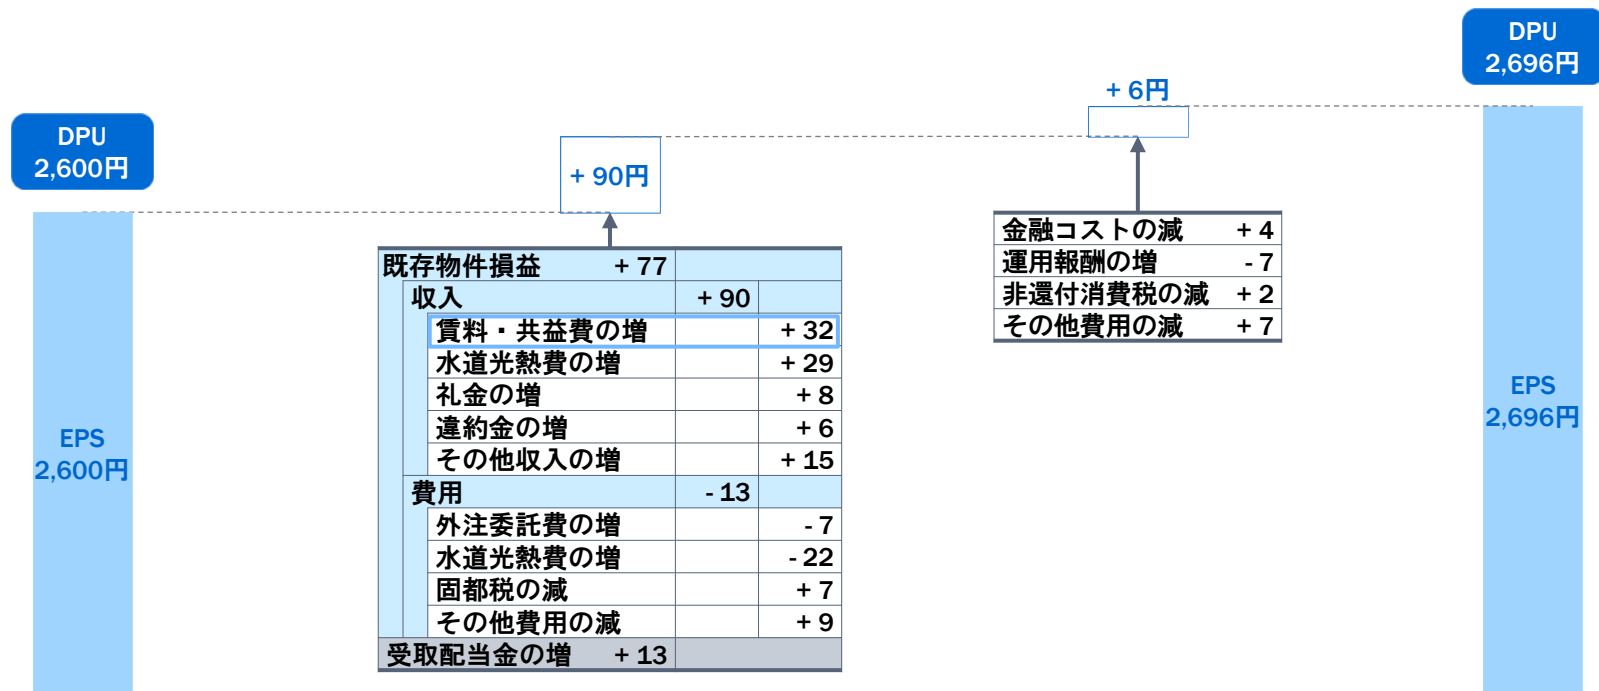 DPU
2,600円
EPS
2,600円
+ 90円
既存物件損益 + 77
収入 + 90
賃料・共益費の増 + 32
水道光熱費の増 + 29
礼金の増 + 8
違約金の増 + 6
その他収入の増 + 15
費用 - 13
外注委託費の増 - 7
水道光熱費の増 - 22
固都税の減 + 7
その他費用の減 + 9
受取配当金の増 + 13
+ 6円
金融コストの減 + 4
運用報酬の増 - 7
非還付消費税の減 + 2
その他費用の減 + 7
DPU
2,696円
EPS
2,696円